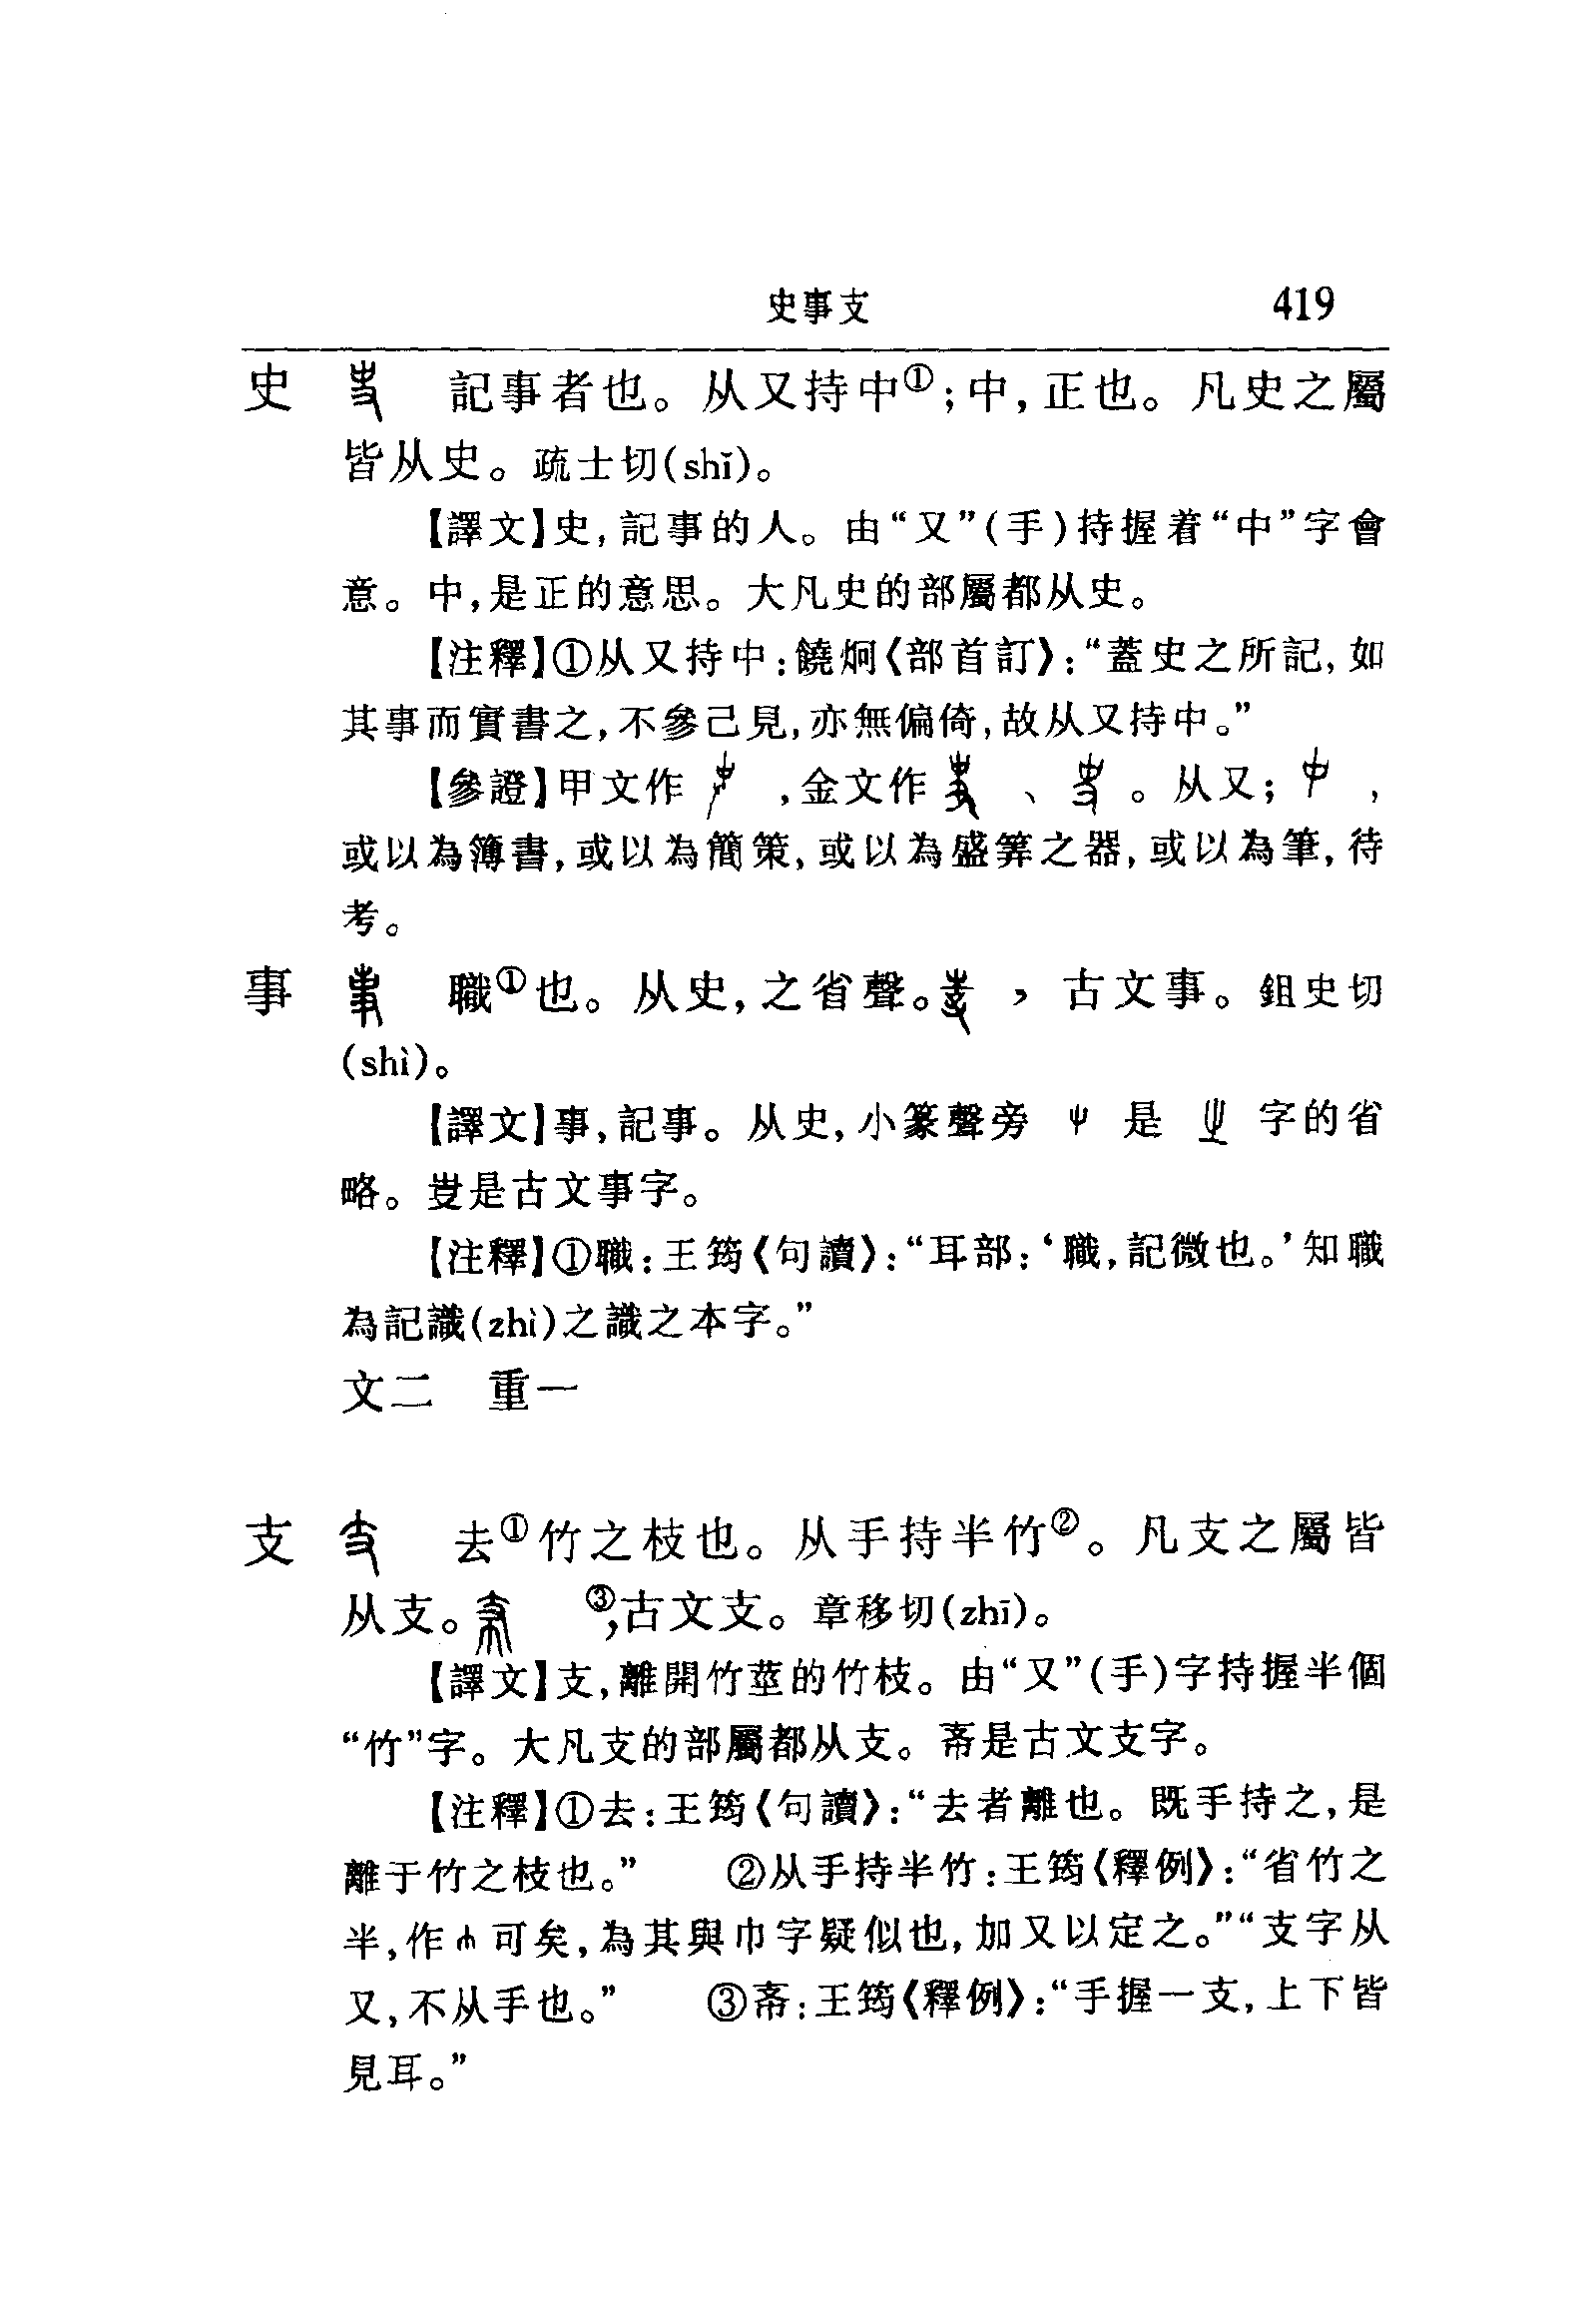 史事支 419
史 記事者也。从又持中①;中,正也。凡史之屬
皆从史。疏士切(shǐ)。
【譯文】史,記事的人。由“又”(手)持握着“中”字會
意。中,是正的意思。大凡史的部屬都从史。
【注釋】①从又持中:饒炯《部首訂》:“蓋史之所記,如
其事而實書之,不參己見,亦無偏倚,故从又持中。”
【參證】甲文作 ,金文作 、 。从又; ,
或以為簿書,或以為簡策,或以為盛筭之器,或以為筆,待
考。
事 職①也。从史,之省聲。 ,古文事。鉏史切
(shì)。
【譯文】事,記事。从史,小篆聲旁 是 字的省
略。叓是古文事字。
【注釋】①職:王筠《句讀》:“耳部:‘職,記微也。’知職
為記識(zhì)之識之本字。”
文二 重一
支 去①竹之枝也。从手持半竹②。凡支之屬皆
从支。 ③,古文支。章移切(zhī)。
【譯文】支,離開竹莖的竹枝。由“又”(手)字持握半個
“竹”字。大凡支的部屬都从支。𠦙是古文支字。
【注釋】①去:王筠《句讀》:“去者離也。既手持之,是
離于竹之枝也。” ②从手持半竹:王筠《釋例》:“省竹之
半,作 可矣,為其與巾字疑似也,加又以定之。”“支字从
又,不从手也。” ③𠦙:王筠《釋例》:“手握一支,上下皆
見耳。”